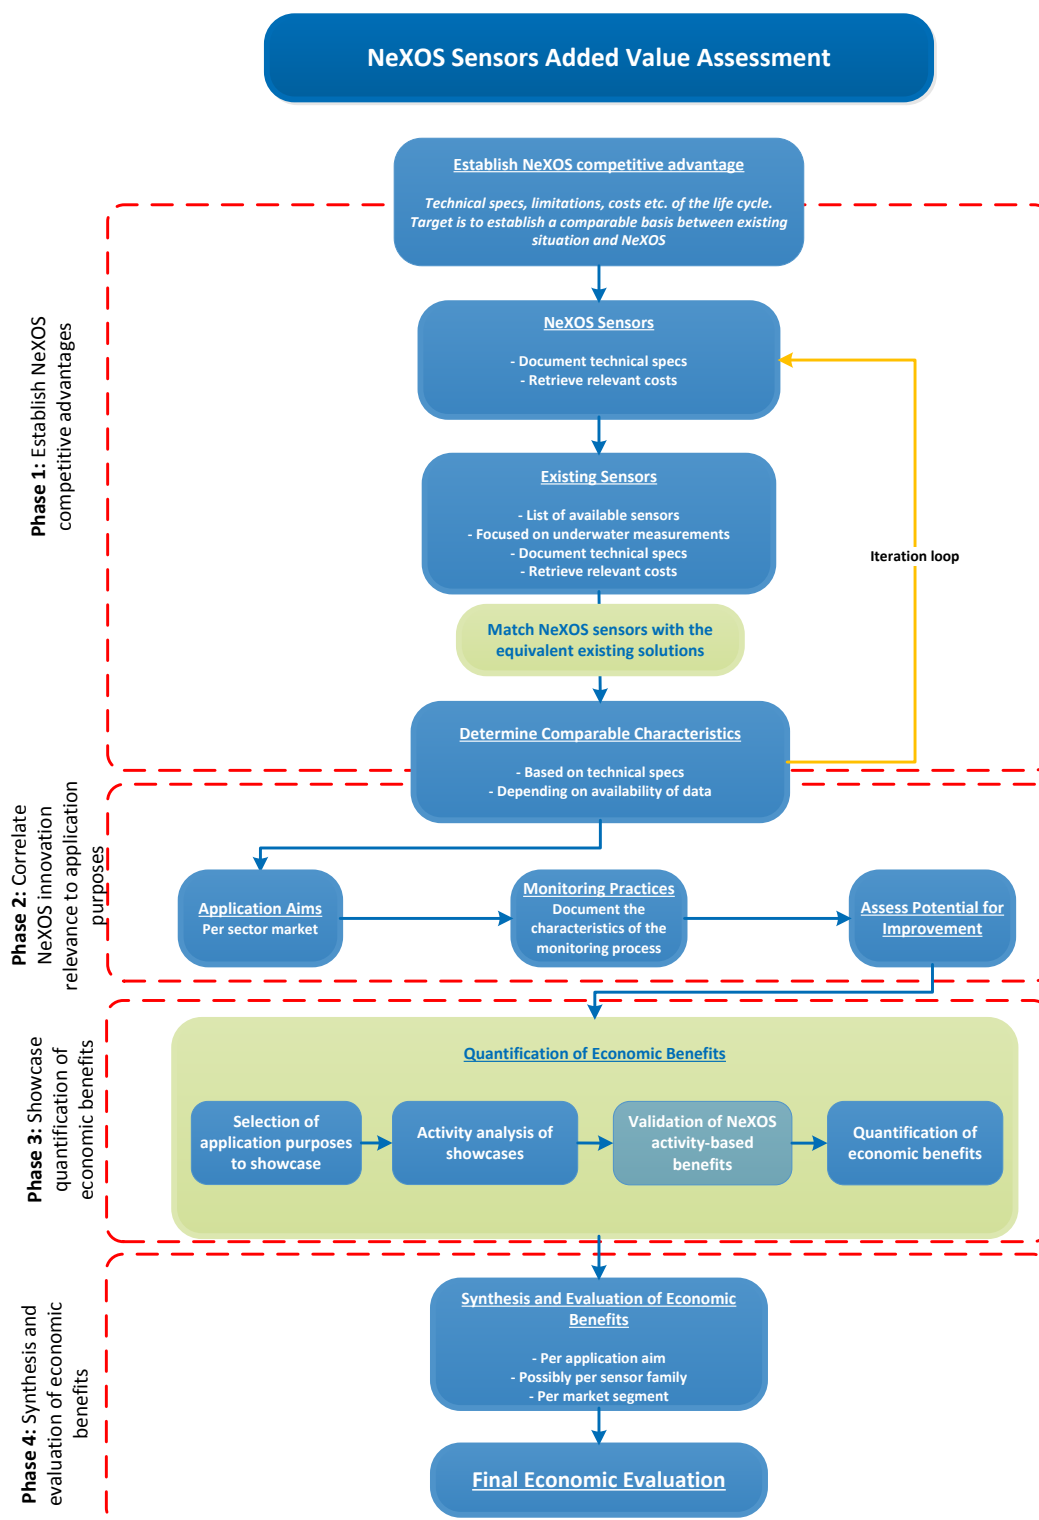 NeXOS Sensors Added Value Assessment
Establish NeXOS competitive advantage
Technical specs, limitations, costs etc. of the life cycle.
Target is to establish a comparable basis between existing
situation and NeXOS
Phase 1: Establish NeXOS
competitive advantages
NeXOS Sensors
- Document technical specs
- Retrieve relevant costs
Existing Sensors
- List of available sensors
- Focused on underwater measurements
- Document technical specs
- Retrieve relevant costs
Iteration loop
Match NeXOS sensors with the
equivalent existing solutions
Determine Comparable Characteristics
- Based on technical specs
- Depending on availability of data
Phase 2: Correlate
NeXOS innovation
relevance to application
purposes
Application Aims
Per sector market
Monitoring Practices
Document the
characteristics of the
monitoring process
Assess Potential for
Improvement
Phase 3: Showcase
quantification of
economic benefits
Quantification of Economic Benefits
Selection of
application purposes
to showcase
Activity analysis of
showcases
Validation of NeXOS
activity-based
benefits
Quantification of
economic benefits
Phase 4: Synthesis and
evaluation of economic
benefits
Synthesis and Evaluation of Economic
Benefits
- Per application aim
- Possibly per sensor family
- Per market segment
Final Economic Evaluation